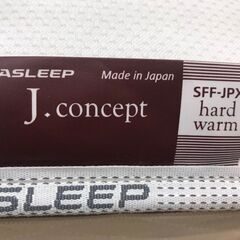 ASLEEP
Made in Japan
J.concept
SFF-JPX
hard
warm
SLEEP